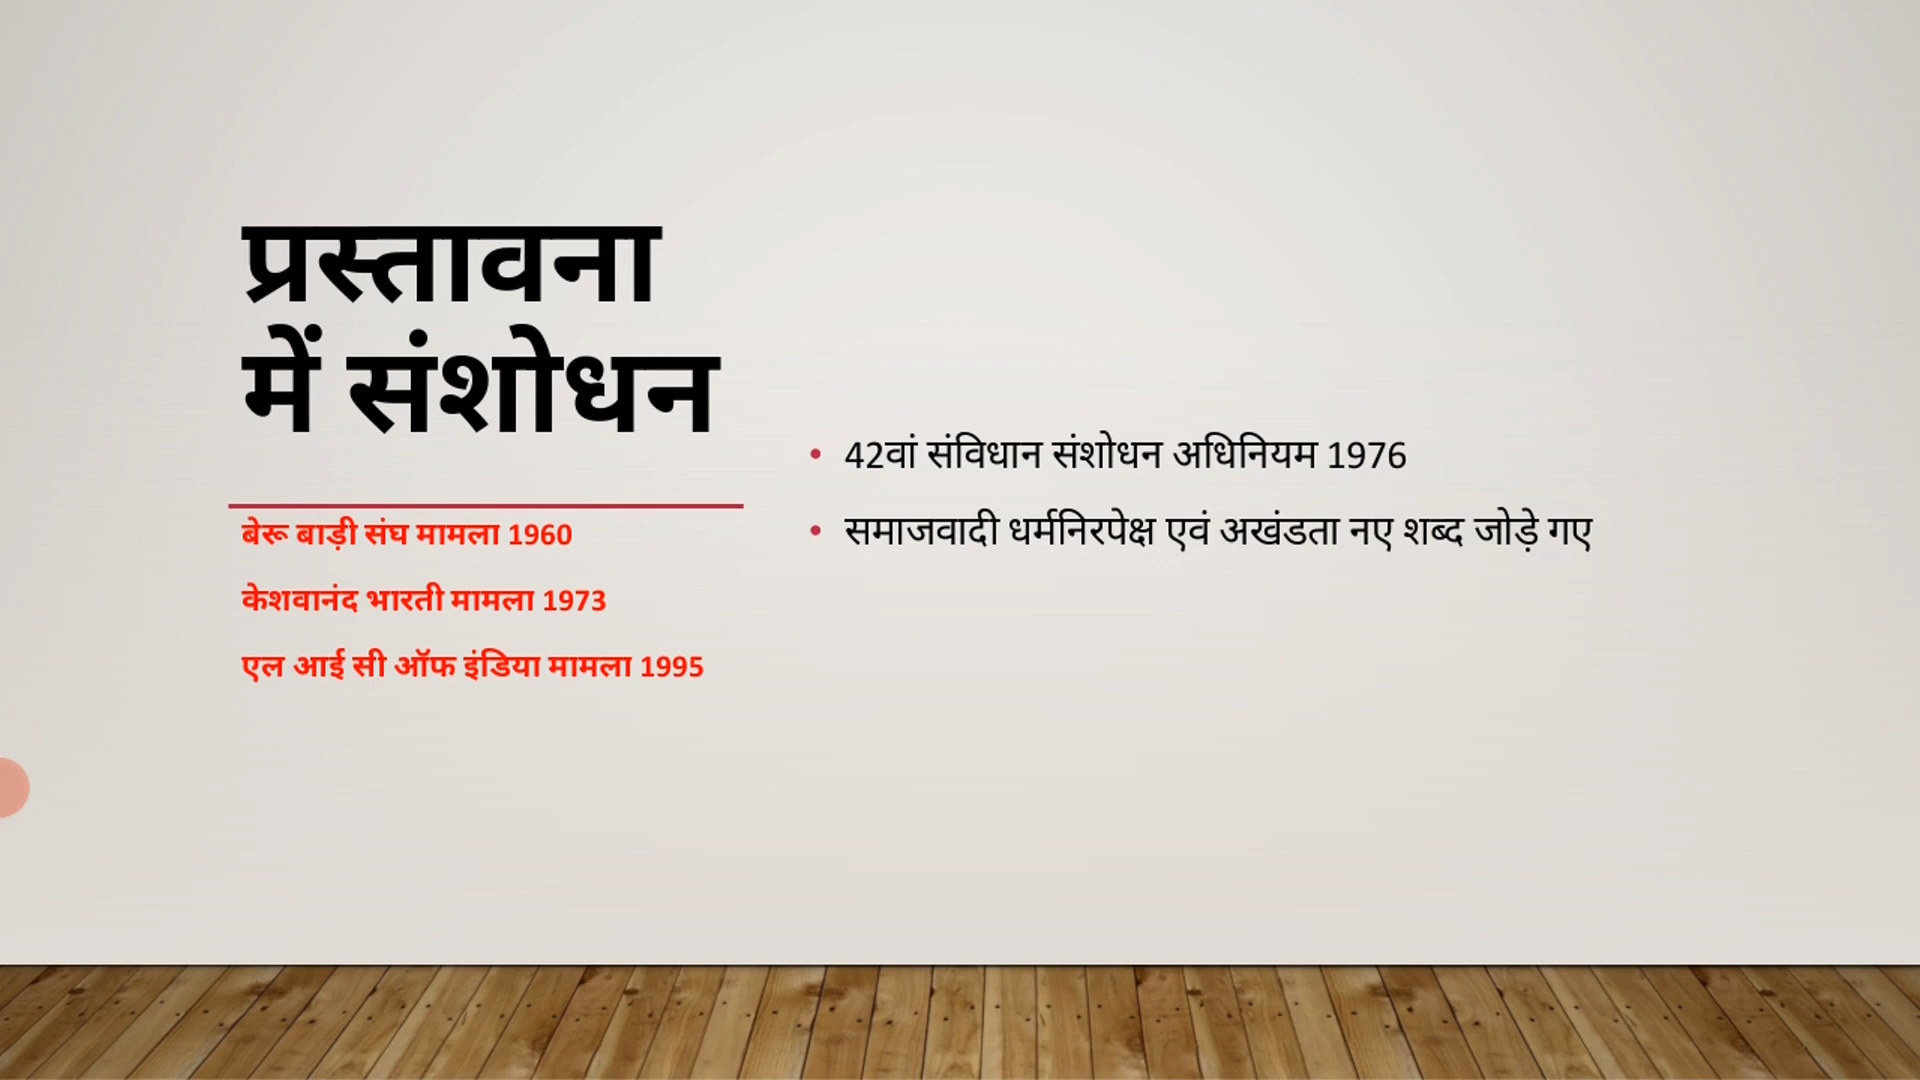 प्रस्तावना
में संशोधन
बेरू बाड़ी संघ मामला 1960
केशवानंद भारती मामला 1973
एल आई सी ऑफ इंडिया मामला 1995
• 42वां संविधान संशोधन अधिनियम 1976
• समाजवादी धर्मनिरपेक्ष एवं अखंडता नए शब्द जोड़े गए